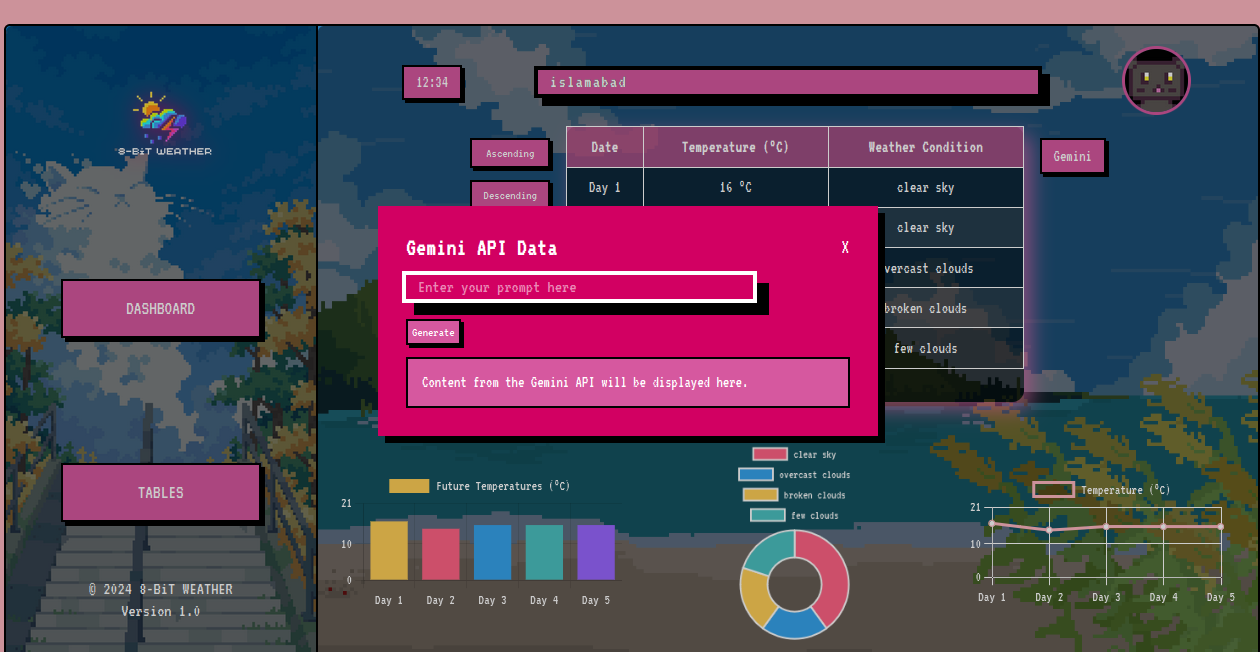 8-BiT WEATHER
DASHBOARD
TABLES
© 2024 8-BiT WEATHER
Version 1.0
12:34
islamabad
Ascending
Descending
Gemini
Date Temperature (°C) Weather Condition
Day 1 16 °C clear sky
clear sky
vercast clouds
broken clouds
few clouds
Gemini API Data
X
Enter your prompt here
Generate
Content from the Gemini API will be displayed here.
Future Temperatures (°C)
21
10
0
Day 1 Day 2 Day 3 Day 4 Day 5
clear sky
overcast clouds
broken clouds
few clouds
Temperature (°C)
21
10
0
Day 1 Day 2 Day 3 Day 4 Day 5